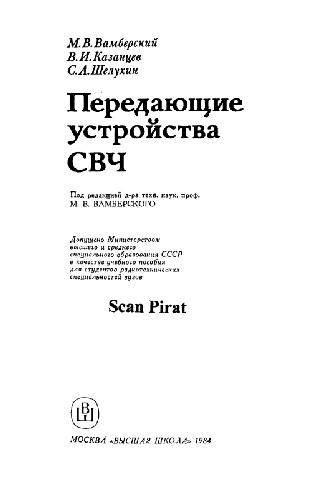 М. В. Вамберский
В. И. Казанцев
С. А. Шелухин
Передающие
устройства
СВЧ
Под редакцией д-ра техн. наук, проф.
М. В. ВАМБЕРСКОГО
Допущено Министерством
высшего и среднего
специального образования СССР
в качестве учебного пособия
для студентов радиотехнических
специальностей вузов
Scan Pirat
ВШ
МОСКВА «ВЫСШАЯ ШКОЛА» 1984